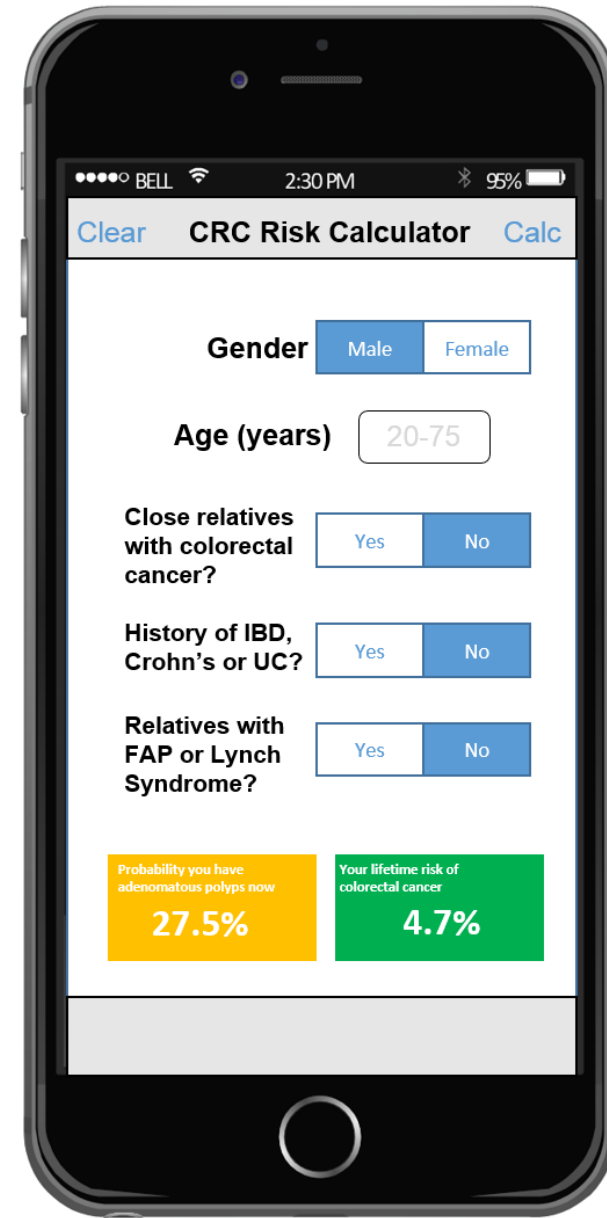 ●●●●○ BELL 2:30 PM 95%
Clear CRC Risk Calculator Calc
Gender Male Female
Age (years) 20-75
Close relatives
with colorectal
cancer?
Yes No
History of IBD,
Crohn’s or UC?
Yes No
Relatives with
FAP or Lynch
Syndrome?
Yes No
Probability you have
adenomatous polyps now
27.5%
Your lifetime risk of
colorectal cancer
4.7%